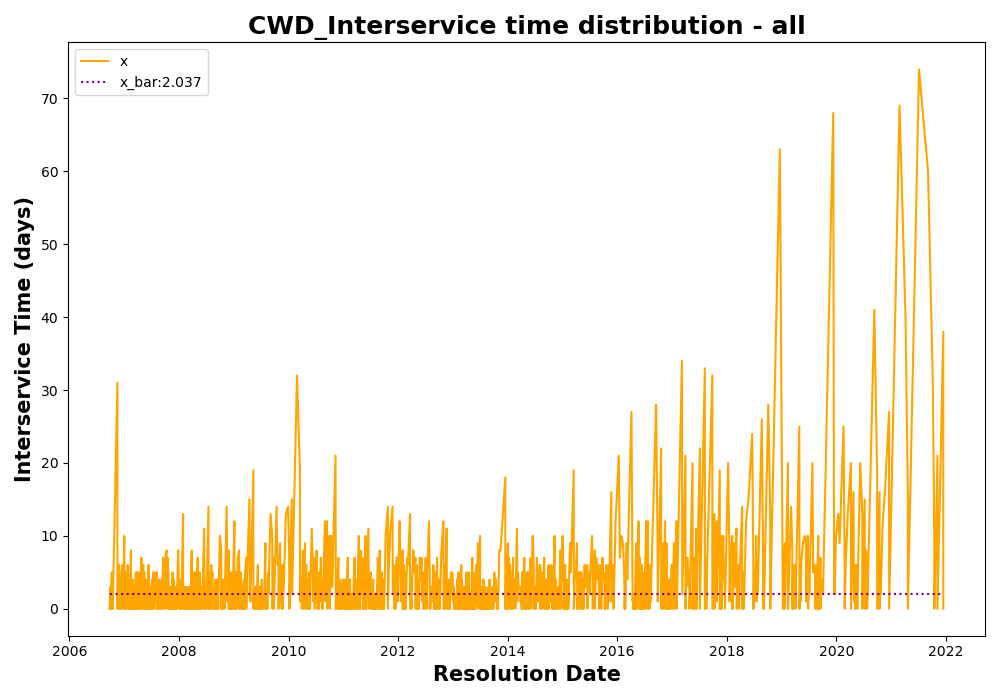 CWD_Interservice time distribution - all
x
x_bar:2.037
Interservice Time (days)
70
60
50
40
30
20
10
0
2006 2008 2010 2012 2014 2016 2018 2020 2022
Resolution Date